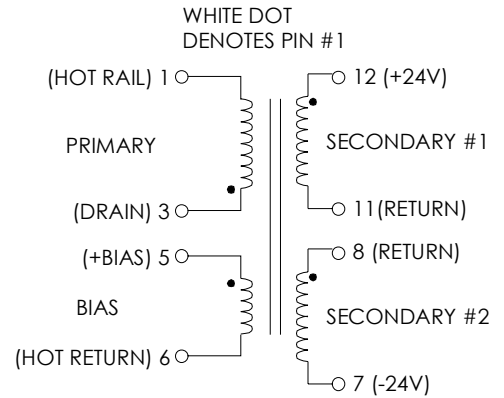 WHITE DOT
DENOTES PIN #1
(HOT RAIL) 1
12 (+24V)
PRIMARY
SECONDARY #1
(DRAIN) 3
11(RETURN)
(+BIAS) 5
8 (RETURN)
BIAS
SECONDARY #2
(HOT RETURN) 6
7 (-24V)